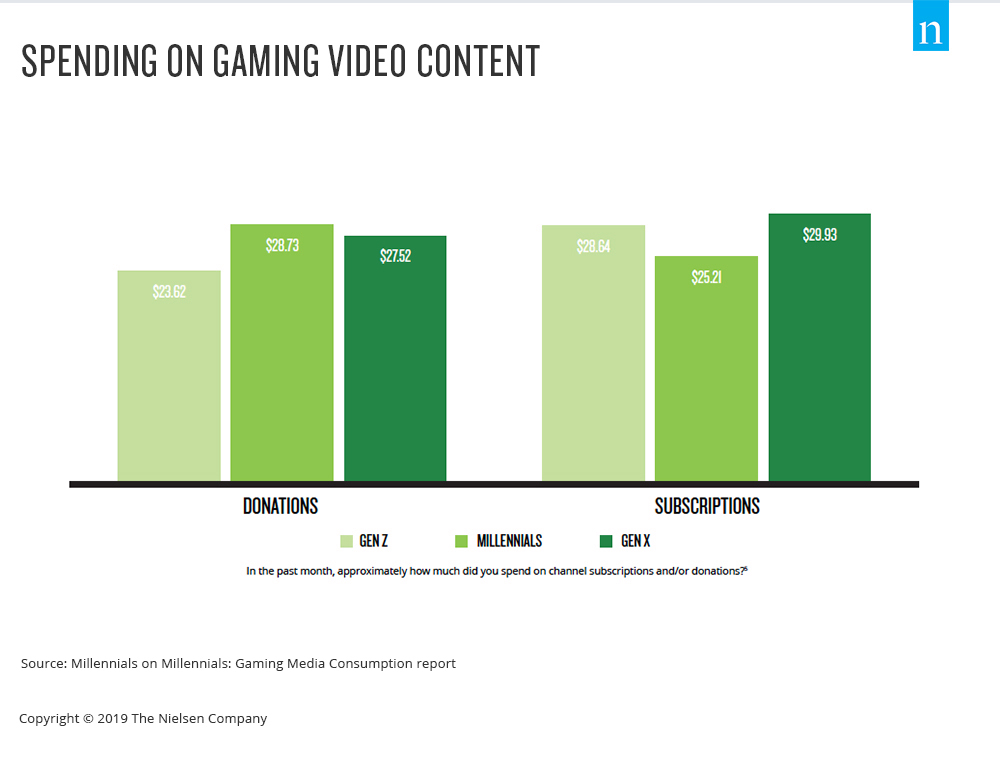 n
SPENDING ON GAMING VIDEO CONTENT
$23.62
$28.73
$27.52
$28.64
$25.21
$29.93
DONATIONS
SUBSCRIPTIONS
GEN Z
MILLENNIALS
GEN X
In the past month, approximately how much did you spend on channel subscriptions and/or donations?⁶
Source: Millennials on Millennials: Gaming Media Consumption report
Copyright © 2019 The Nielsen Company